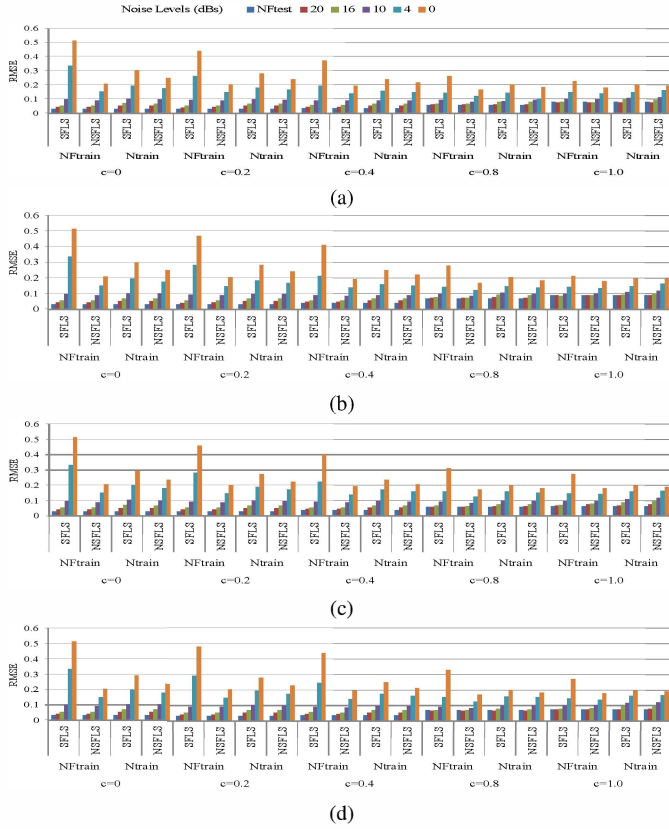 Noise Levels (dBs) NFtest 20 16 10 4 0
RMSE
0.6
0.5
0.4
0.3
0.2
0.1
0
SFLS NSFLS SFLS NSFLS SFLS NSFLS SFLS NSFLS SFLS NSFLS SFLS NSFLS SFLS NSFLS SFLS NSFLS SFLS NSFLS SFLS NSFLS
NFtrain Ntrain NFtrain Ntrain NFtrain Ntrain NFtrain Ntrain NFtrain Ntrain
c=0 c=0.2 c=0.4 c=0.8 c=1.0
(a)
RMSE
0.6
0.5
0.4
0.3
0.2
0.1
0
SFLS NSFLS SFLS NSFLS SFLS NSFLS SFLS NSFLS SFLS NSFLS SFLS NSFLS SFLS NSFLS SFLS NSFLS SFLS NSFLS SFLS NSFLS
NFtrain Ntrain NFtrain Ntrain NFtrain Ntrain NFtrain Ntrain NFtrain Ntrain
c=0 c=0.2 c=0.4 c=0.8 c=1.0
(b)
RMSE
0.6
0.5
0.4
0.3
0.2
0.1
0
SFLS NSFLS SFLS NSFLS SFLS NSFLS SFLS NSFLS SFLS NSFLS SFLS NSFLS SFLS NSFLS SFLS NSFLS SFLS NSFLS SFLS NSFLS
NFtrain Ntrain NFtrain Ntrain NFtrain Ntrain NFtrain Ntrain NFtrain Ntrain
c=0 c=0.2 c=0.4 c=0.8 c=1.0
(c)
RMSE
0.6
0.5
0.4
0.3
0.2
0.1
0
SFLS NSFLS SFLS NSFLS SFLS NSFLS SFLS NSFLS SFLS NSFLS SFLS NSFLS SFLS NSFLS SFLS NSFLS SFLS NSFLS SFLS NSFLS
NFtrain Ntrain NFtrain Ntrain NFtrain Ntrain NFtrain Ntrain NFtrain Ntrain
c=0 c=0.2 c=0.4 c=0.8 c=1.0
(d)